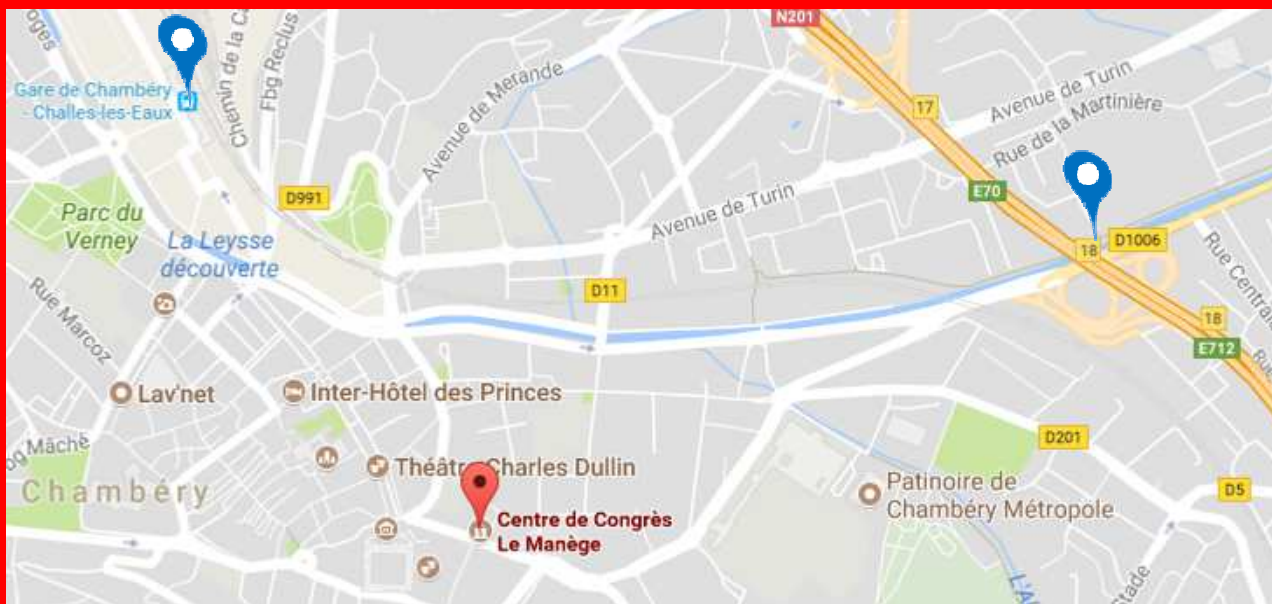 N201
Gare de Chambéry
- Challes-les-Eaux
Chemin de la
Fbg Reclus
Avenue de Metande
17
Avenue de Turin
Rue de la Martinière
E70
D991
Parc du
Verney
La Leysse
découverte
Avenue de Turin
18
D1006
Rue Centrale
D11
Rue Marcoz
18
E712
Lav'net
Inter-Hôtel des Princes
D201
Mâché
Théâtre Charles Dullin
Chambéry
Patinoire de
Chambéry Métropole
D5
Centre de Congrès
Le Manège
Stade